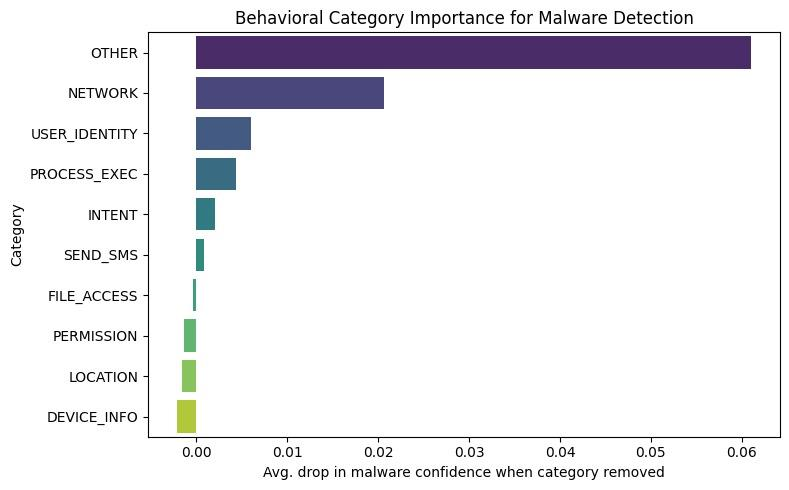 Behavioral Category Importance for Malware Detection
OTHER
NETWORK
USER_IDENTITY
PROCESS_EXEC
INTENT
SEND_SMS
FILE_ACCESS
PERMISSION
LOCATION
DEVICE_INFO
Category
0.00 0.01 0.02 0.03 0.04 0.05 0.06
Avg. drop in malware confidence when category removed